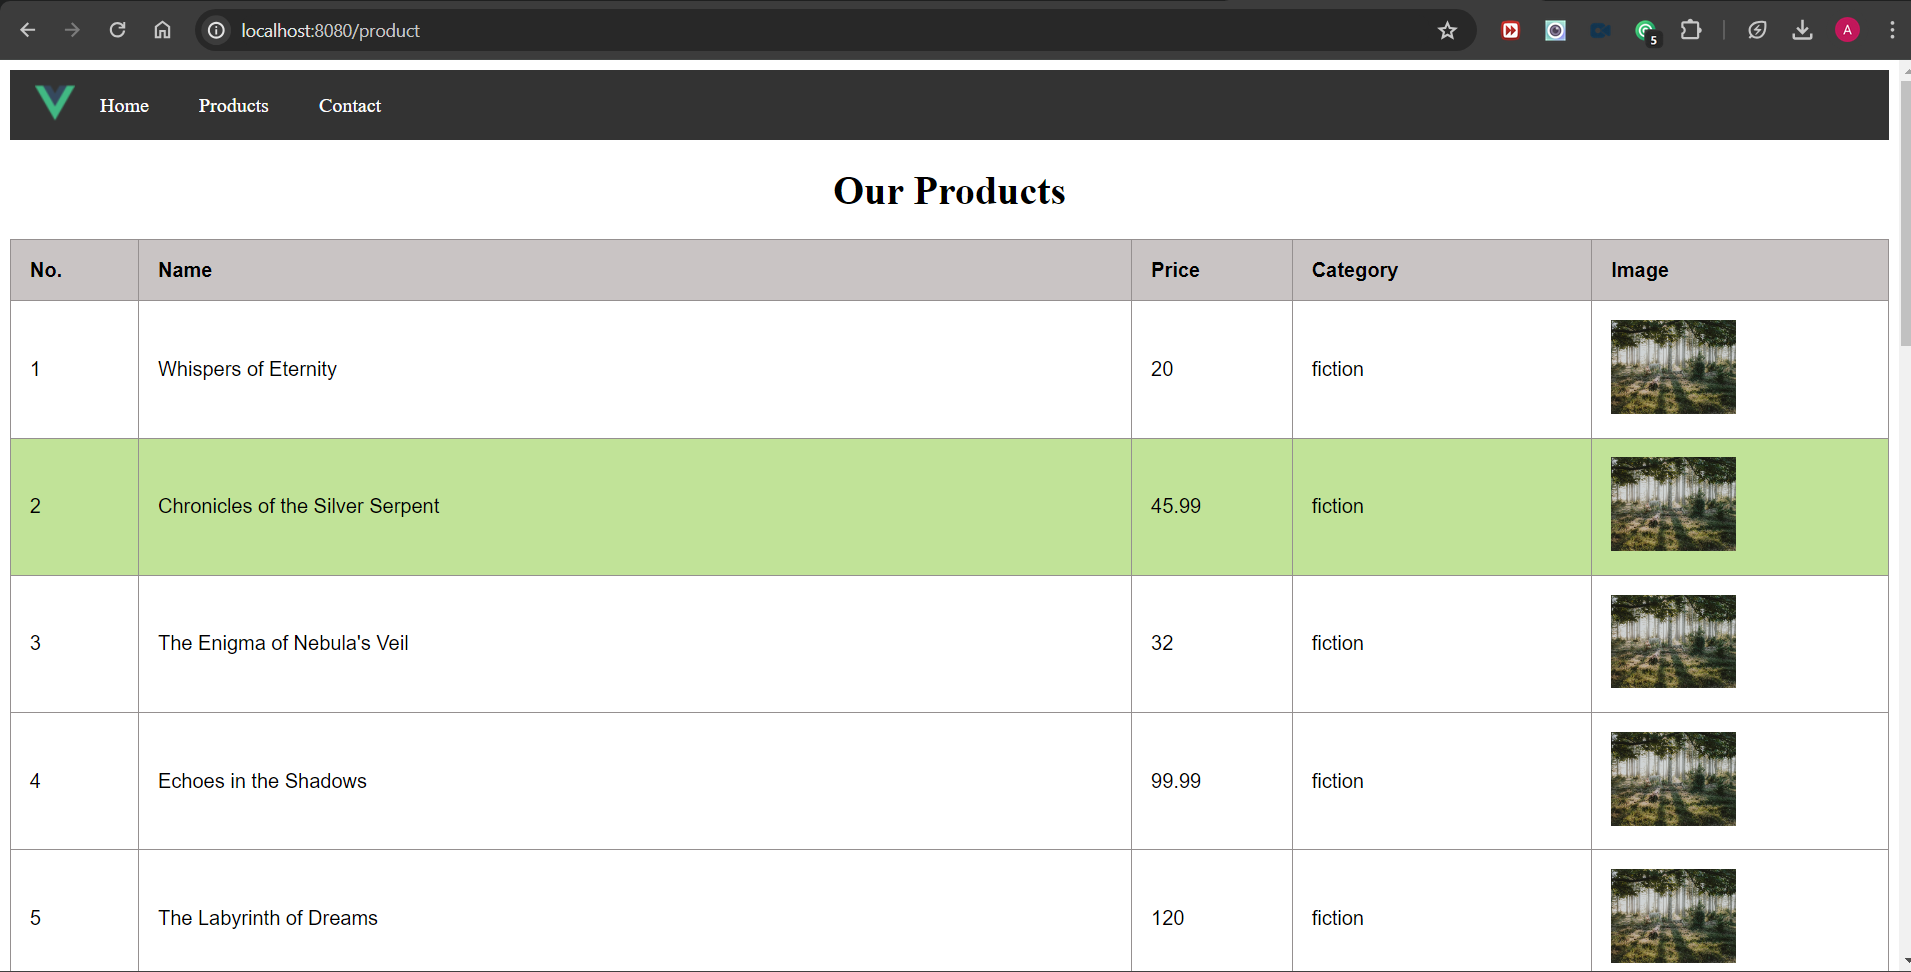 localhost:8080/product
5
A
Home Products Contact
Our Products
No. Name Price Category Image
1 Whispers of Eternity 20 fiction
2 Chronicles of the Silver Serpent 45.99 fiction
3 The Enigma of Nebula's Veil 32 fiction
4 Echoes in the Shadows 99.99 fiction
5 The Labyrinth of Dreams 120 fiction